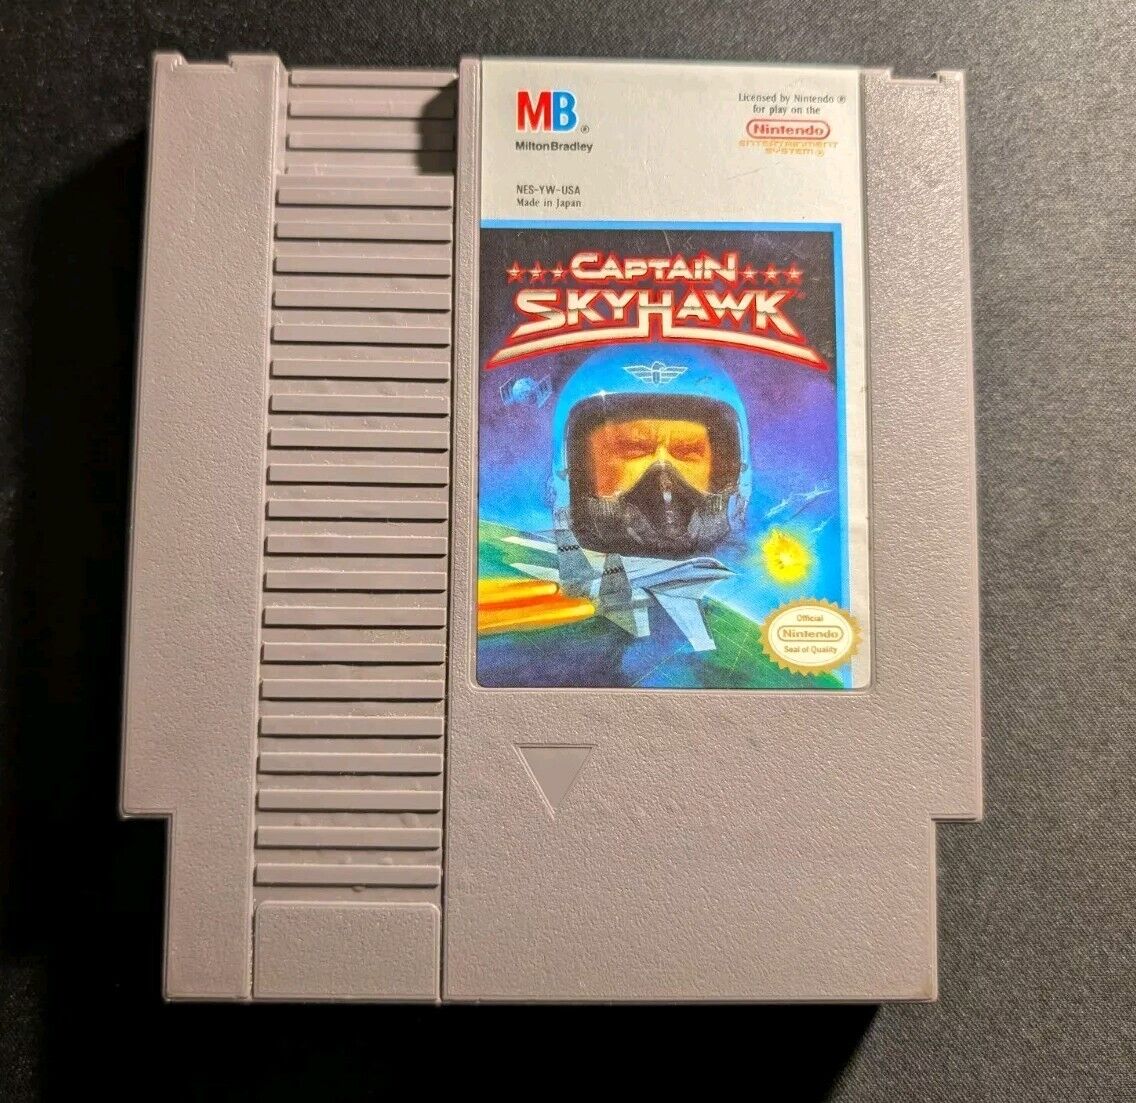 MB®
MiltonBradley
Licensed by Nintendo ®
for play on the
Nintendo
ENTERTAINMENT
SYSTEM ®
NES-YW-USA
Made in Japan
CAPTAIN
SKYHAWK®
Official
Nintendo
Seal of Quality